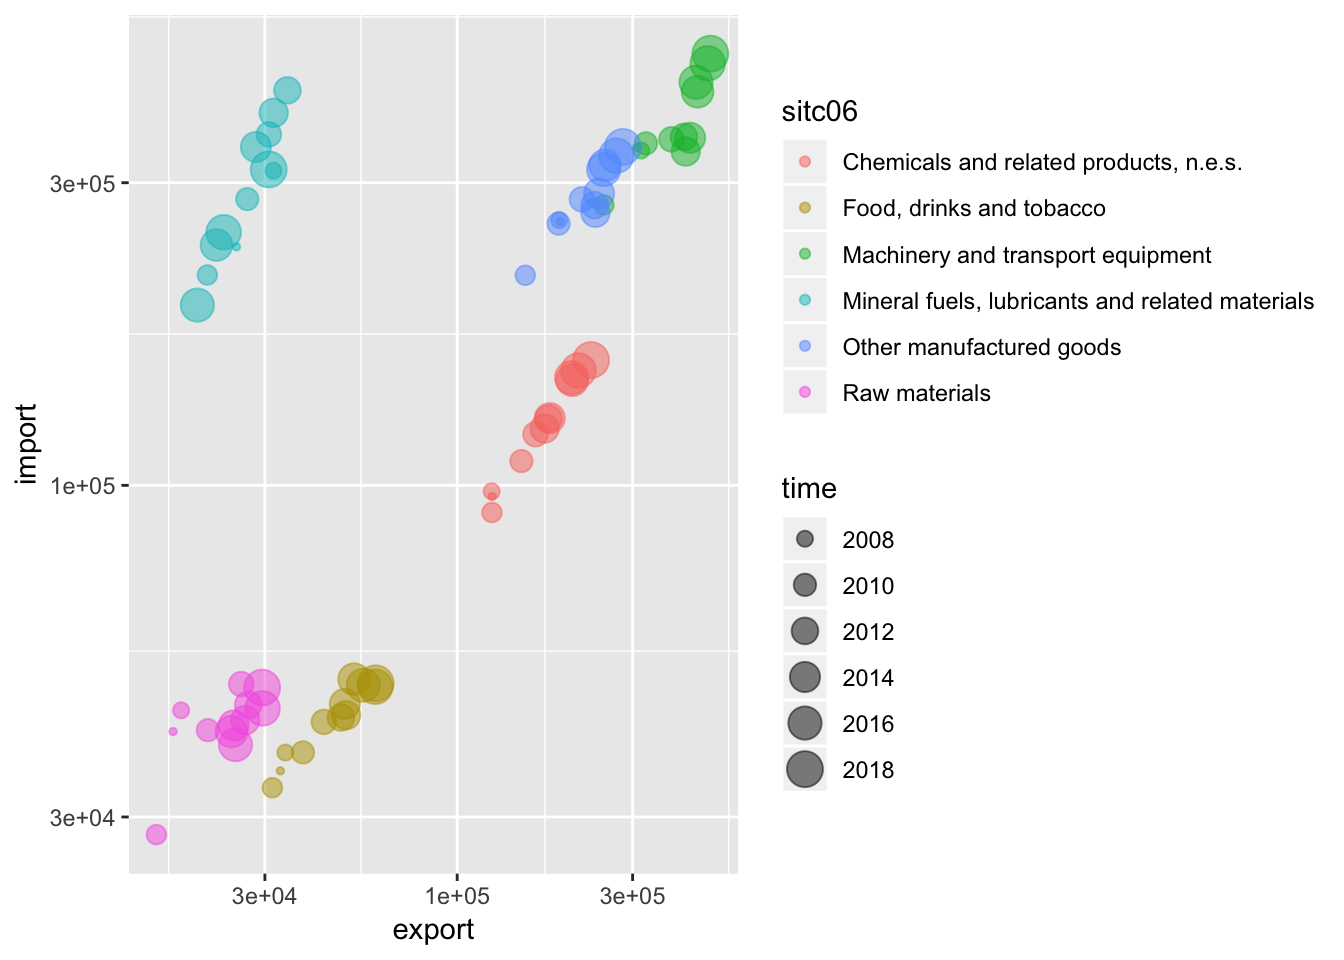 3e+05
1e+05
3e+04
import
3e+04
1e+05
3e+05
export
sitc06
Chemicals and related products, n.e.s.
Food, drinks and tobacco
Machinery and transport equipment
Mineral fuels, lubricants and related materials
Other manufactured goods
Raw materials
time
2008
2010
2012
2014
2016
2018